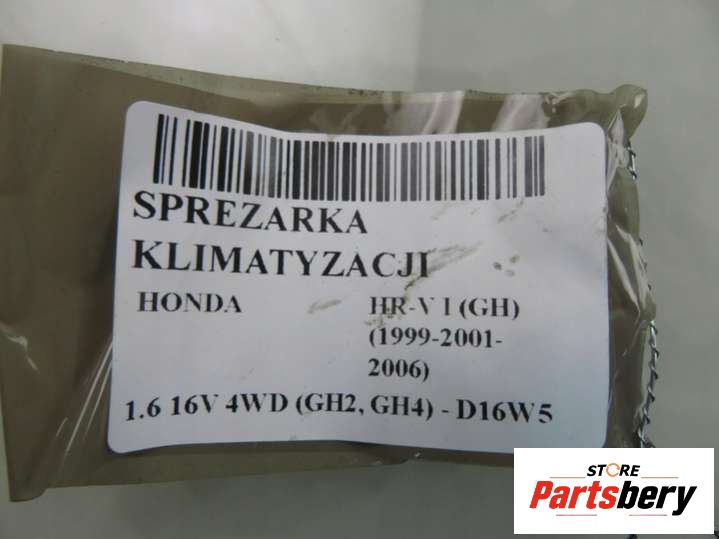 SPREZARKA
KLIMATYZACJI
HONDA HR-V I (GH)
(1999-2001-
2006)
1.6 16V 4WD (GH2, GH4) - D16W5
STORE
Partsbery